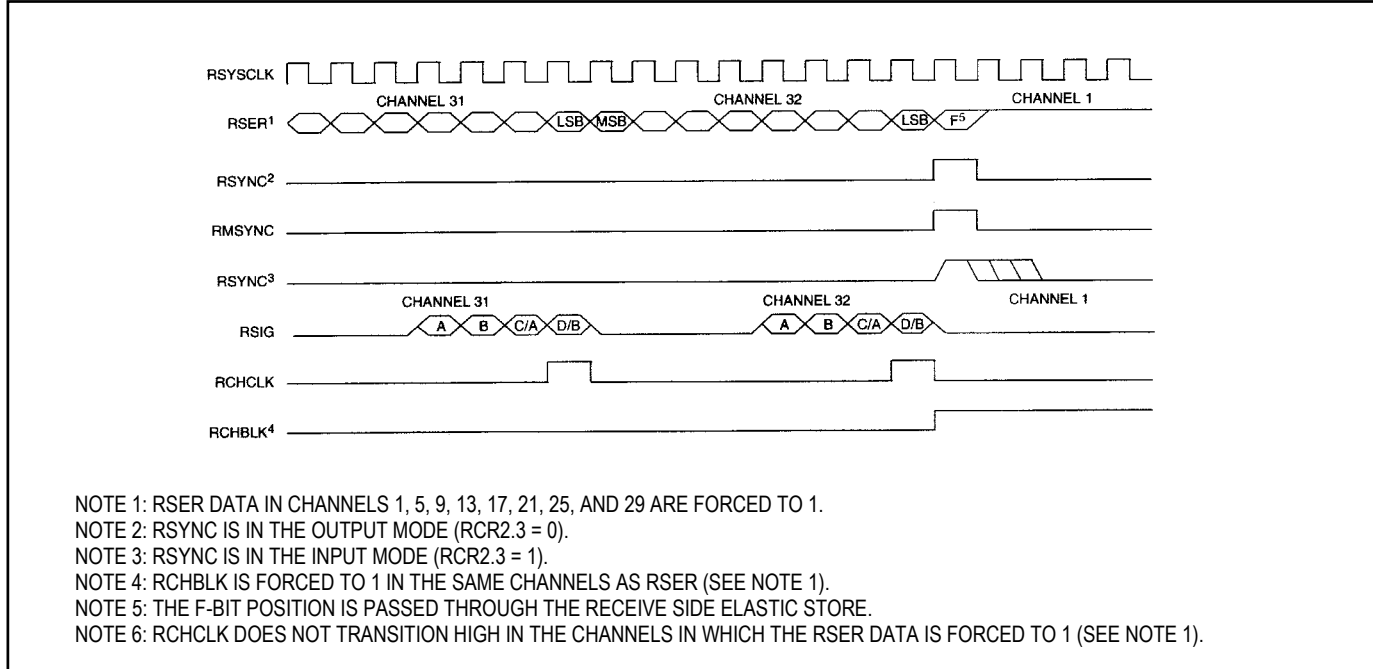 RSYSCLK
CHANNEL 31 CHANNEL 32 CHANNEL 1
RSER1 LSB MSB LSB F5
RSYNC2
RMSYNC
RSYNC3
CHANNEL 31 CHANNEL 32 CHANNEL 1
RSIG A B C/A D/B A B C/A D/B
RCHCLK
RCHBLK4
NOTE 1: RSER DATA IN CHANNELS 1, 5, 9, 13, 17, 21, 25, AND 29 ARE FORCED TO 1.
NOTE 2: RSYNC IS IN THE OUTPUT MODE (RCR2.3 = 0).
NOTE 3: RSYNC IS IN THE INPUT MODE (RCR2.3 = 1).
NOTE 4: RCHBLK IS FORCED TO 1 IN THE SAME CHANNELS AS RSER (SEE NOTE 1).
NOTE 5: THE F-BIT POSITION IS PASSED THROUGH THE RECEIVE SIDE ELASTIC STORE.
NOTE 6: RCHCLK DOES NOT TRANSITION HIGH IN THE CHANNELS IN WHICH THE RSER DATA IS FORCED TO 1 (SEE NOTE 1).